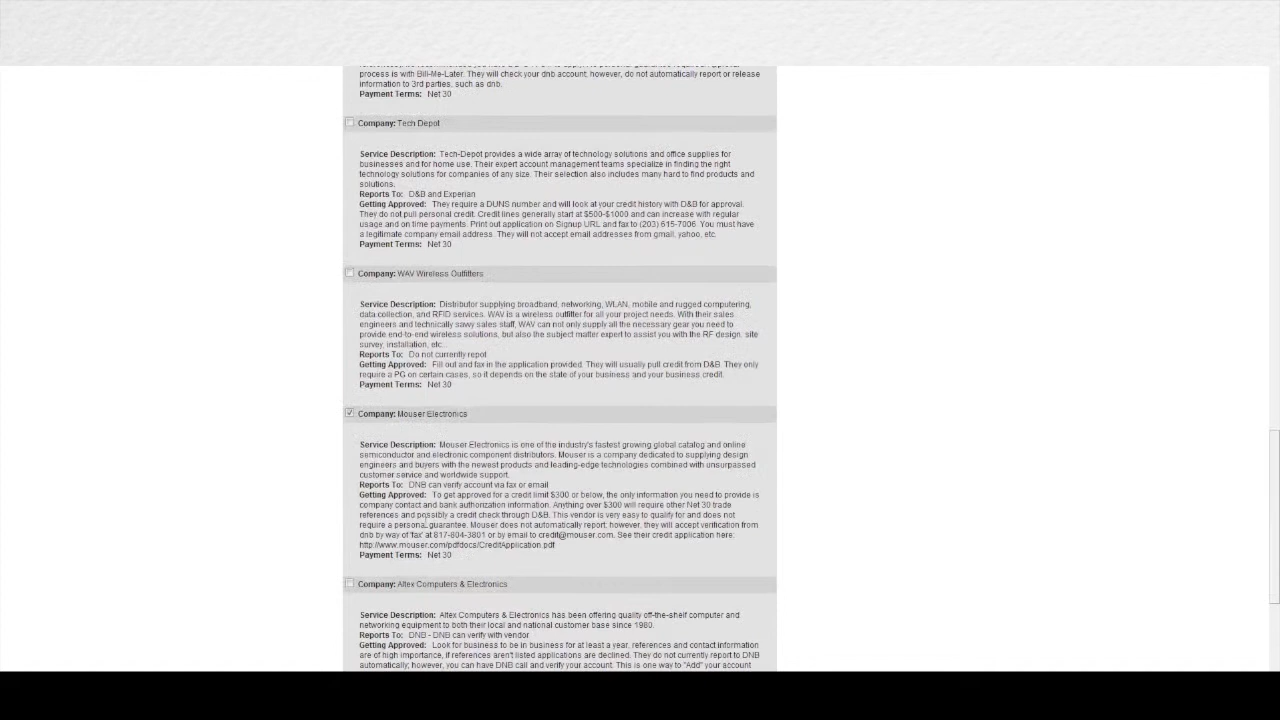 process is with Bill-Me-Later. They will check your dnb account, however, do not automatically report or release
information to 3rd parties, such as dnb.
Payment Terms: Net 30
Company: Tech Depot
Service Description: Tech-Depot provides a wide array of technology solutions and office supplies for
businesses and for home use. Their expert account management teams specialize in finding the right
technology solutions for companies of any size. Their selection also includes many hard to find products and
solutions.
Reports To: D&B and Experian
Getting Approved: They require a DUNS number and will look at your credit history with D&B for approval.
They do not pull personal credit. Credit lines generally start at $500-$1000 and can increase with regular
usage and on time payments. Print out application on Signup URL and fax to (203) 615-7006. You must have
a legitimate company email address. They will not accept email addresses from gmail, yahoo, etc.
Payment Terms: Net 30
Company: WAV Wireless Outfitters
Service Description: Distributor supplying broadband, networking, WLAN, mobile and rugged computering,
data collection, and RFID services. WAV is a wireless outfitter for all your project needs. With their sales
engineers and technically savvy sales staff, WAV can not only supply all the necessary gear you need to
provide end-to-end wireless solutions, but also the subject matter expert to assist you with the RF design, site
survey, installation, etc...
Reports To: Do not currently repot
Getting Approved: Fill out and fax in the application provided. They will usually pull credit from D&B. They only
require a PG on certain cases, so it depends on the state of your business and your business credit.
Payment Terms: Net 30
Company: Mouser Electronics
Service Description: Mouser Electronics is one of the industry's fastest growing global catalog and online
semiconductor and electronic component distributors. Mouser is a company dedicated to supplying design
engineers and buyers with the newest products and leading-edge technologies combined with unsurpassed
customer service and worldwide support.
Reports To: DNB can verify account via fax or email
Getting Approved: To get approved for a credit limit $300 or below, the only information you need to provide is
company contact and bank authorization information. Anything over $300 will require other Net 30 trade
references and possibly a credit check through D&B. This vendor is very easy to qualify for and does not
require a personal guarantee. Mouser does not automatically report, however, they will accept verification from
dnb by way of 'fax' at 817-804-3801 or by email to credit@mouser.com. See their credit application here:
http://www.mouser.com/pdfdocs/CreditApplication.pdf
Payment Terms: Net 30
Company: Altex Computers & Electronics
Service Description: Altex Computers & Electronics has been offering quality off-the-shelf computer and
networking equipment to both their local and national customer base since 1980.
Reports To: DNB - DNB can verify with vendor
Getting Approved: Look for business to be in business for at least a year, references and contact information
are of high importance, if references aren't listed applications are declined. They do not currently report to DNB
automatically; however, you can have DNB call and verify your account. This is one way to "Add" your account